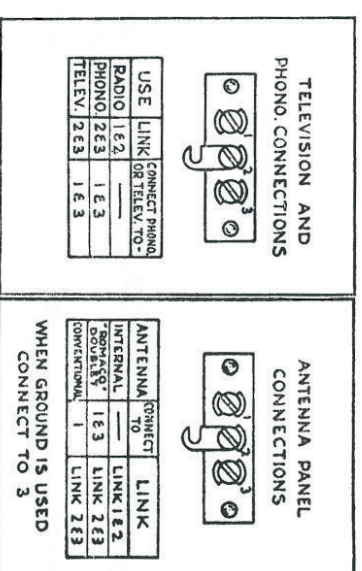 TELEVISION AND
PHONO. CONNECTIONS
1 2 3
USE LINK CONNECT PHONO. OR TELEV. TO-
RADIO 1&2 —
PHONO. 2&3 1&3
TELEV. 2&3 1&3
ANTENNA PANEL
CONNECTIONS
1 2 3
ANTENNA CONNECT TO LINK
INTERNAL — LINK 1&2
"ROMACO" DOUBLET 1&3 LINK 2&3
CONVENTIONAL 1 LINK 2&3
WHEN GROUND IS USED
CONNECT TO 3